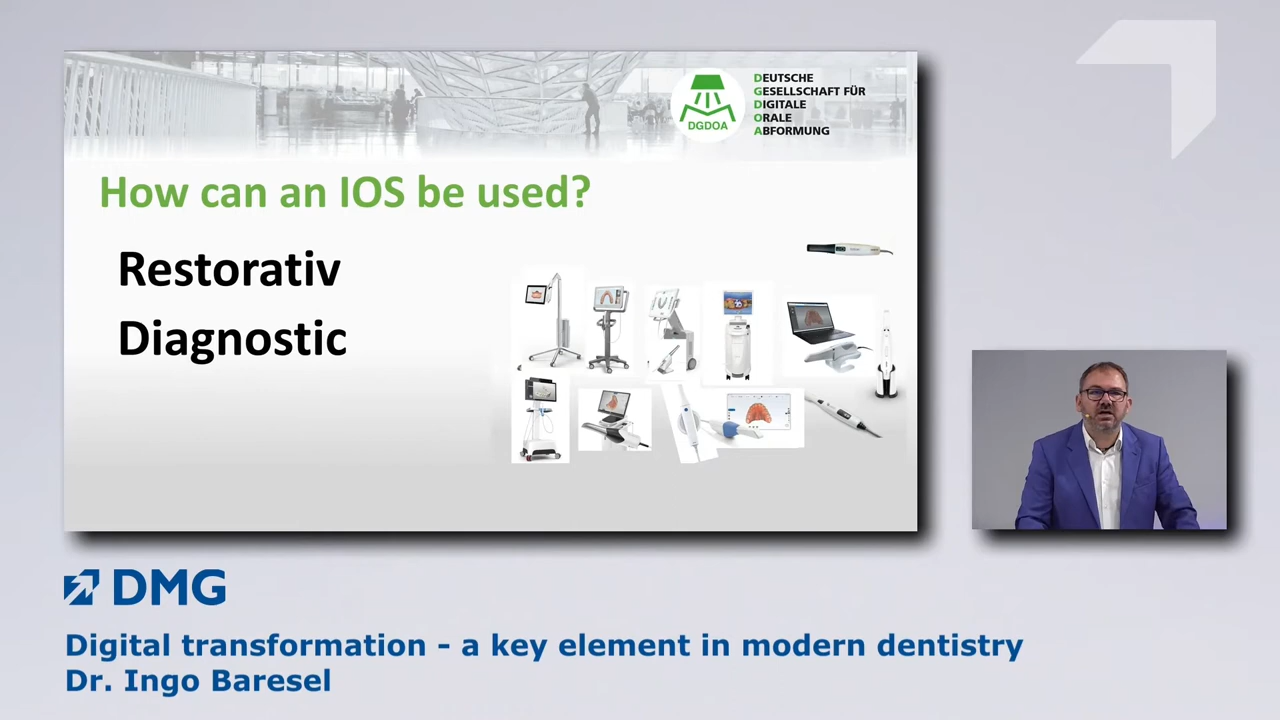 DGDOA
DEUTSCHE
GESELLSCHAFT FÜR
DIGITALE
ORALE
ABFORMUNG
How can an IOS be used?
Restorativ
Diagnostic
DMG
Digital transformation - a key element in modern dentistry
Dr. Ingo Baresel